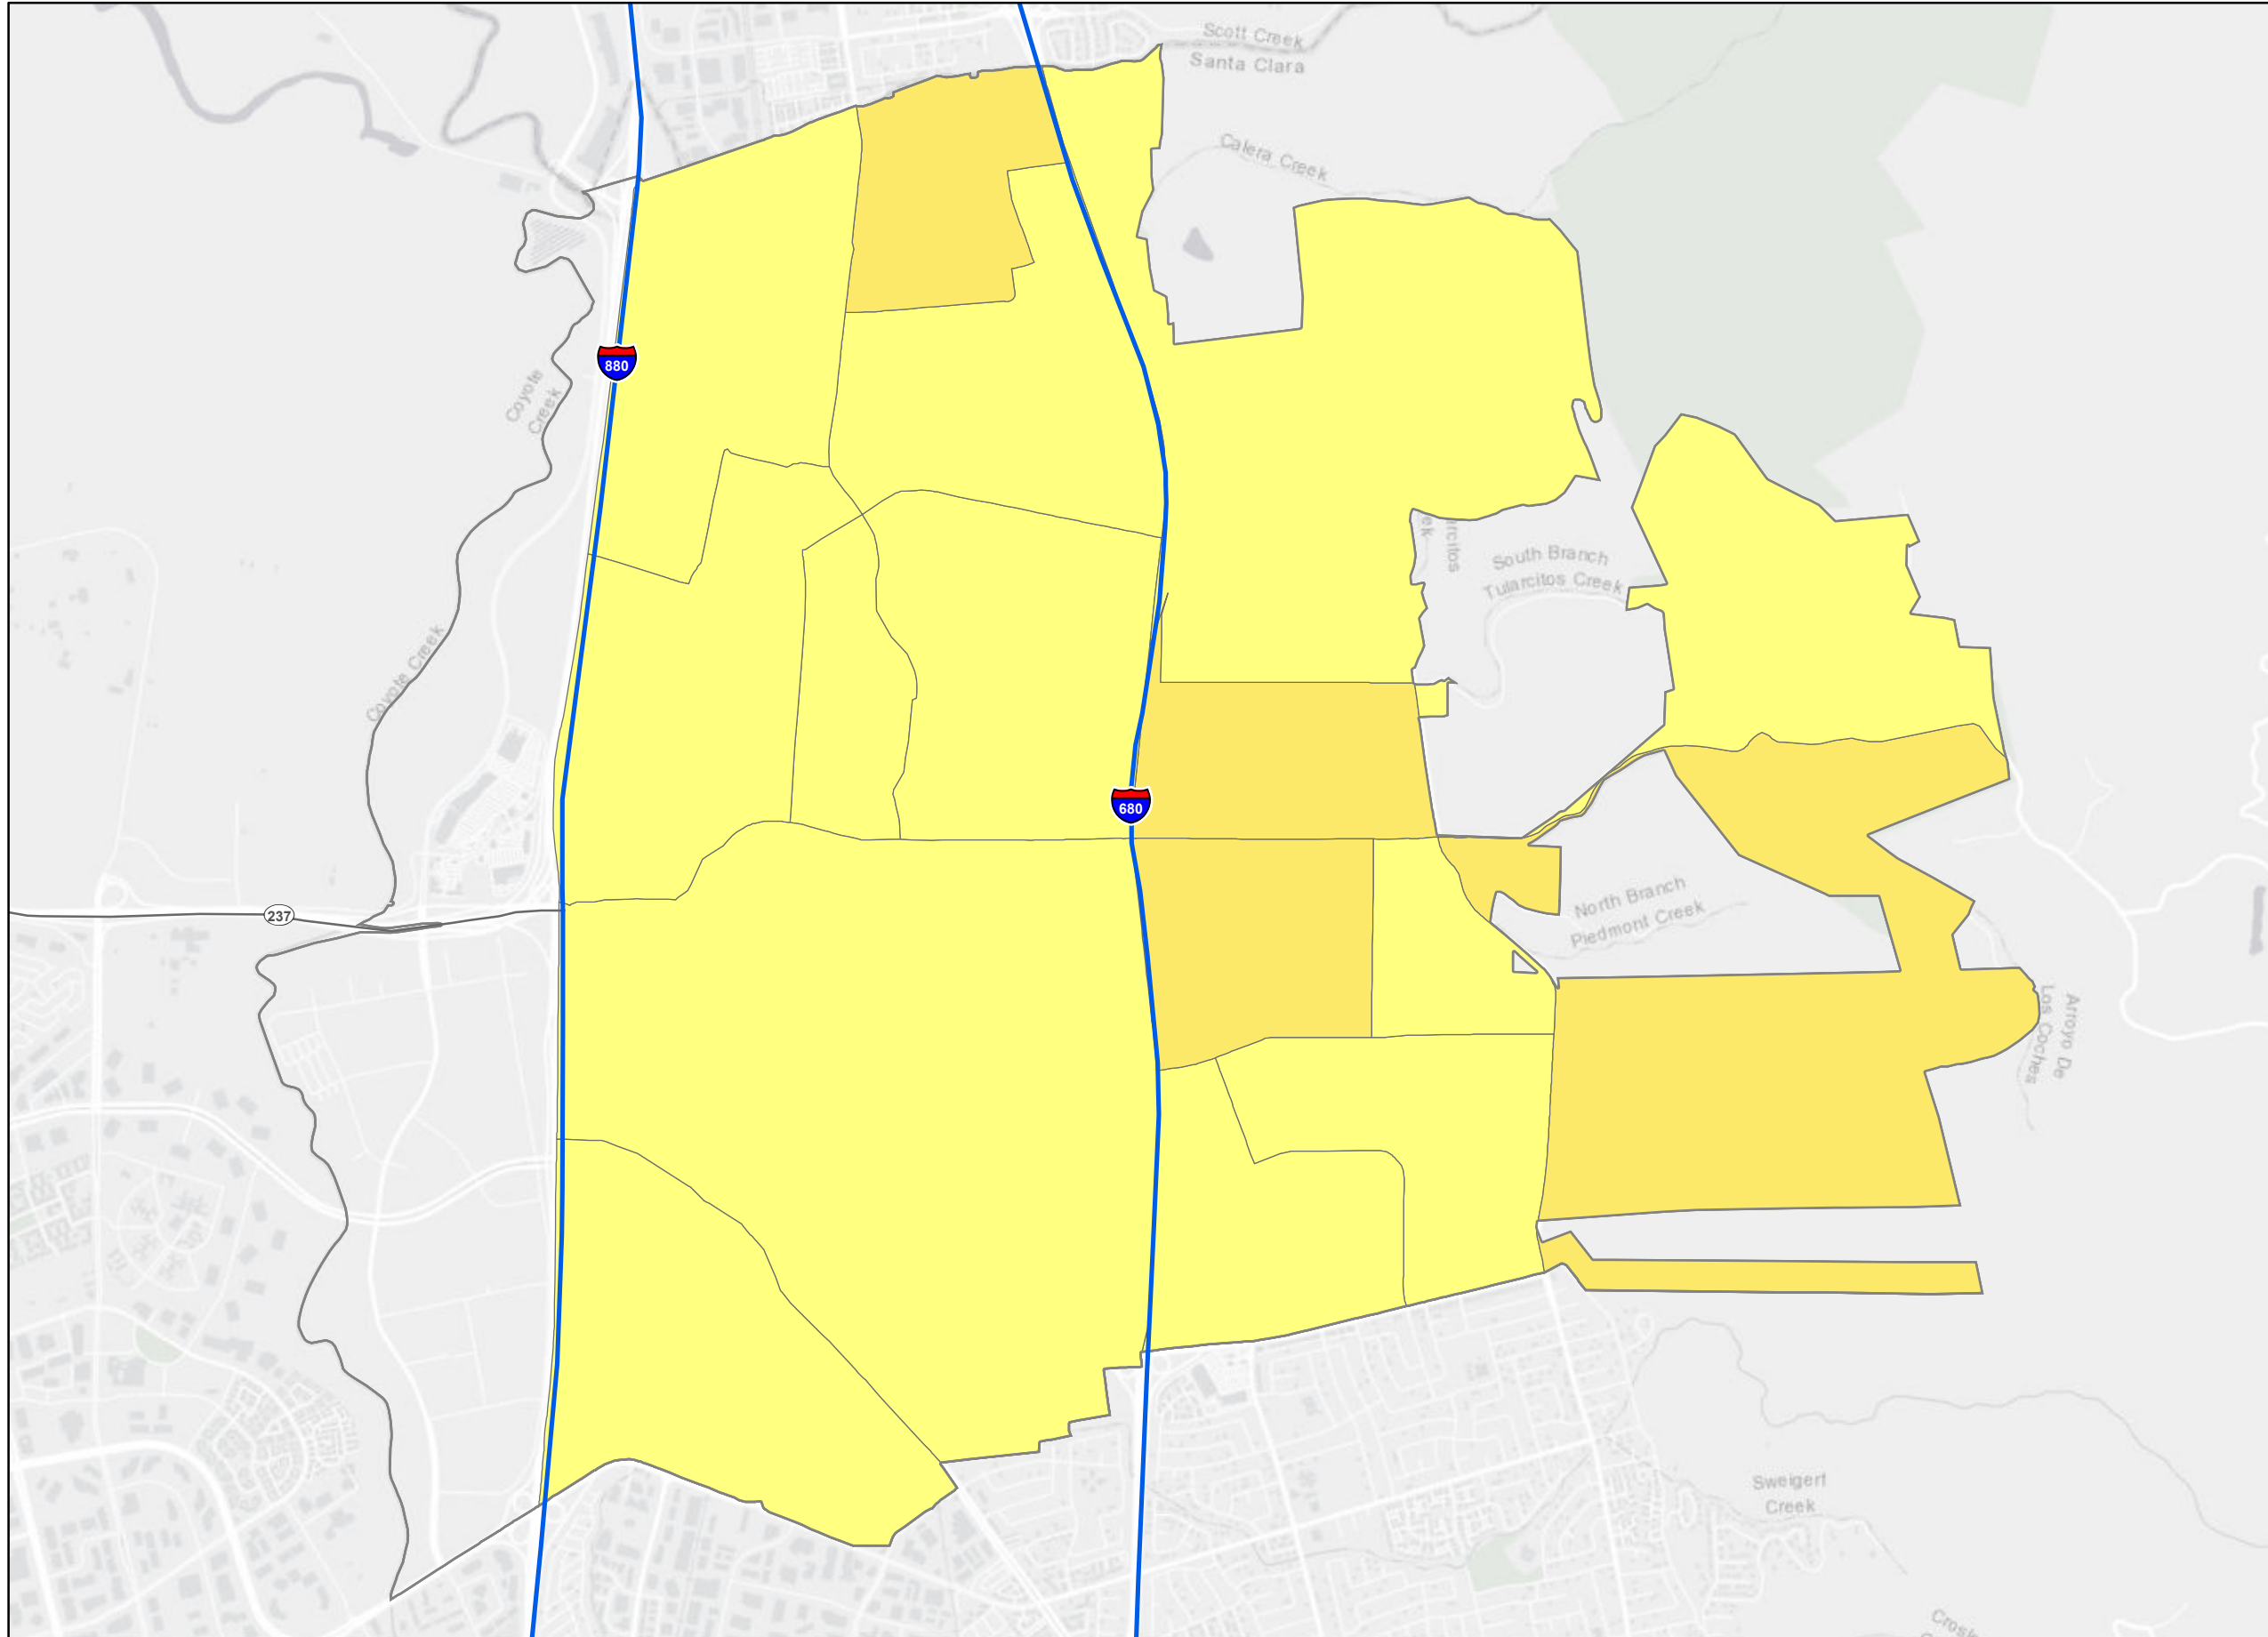 Scott Creek
Santa Clara
Calera Creek
880
Coyote
Creek
South Branch
Tularcitos Creek
Coyote Creek
680
North Branch
Piedmont Creek
237
Arroyo De
Los Coches
Sweigert
Creek